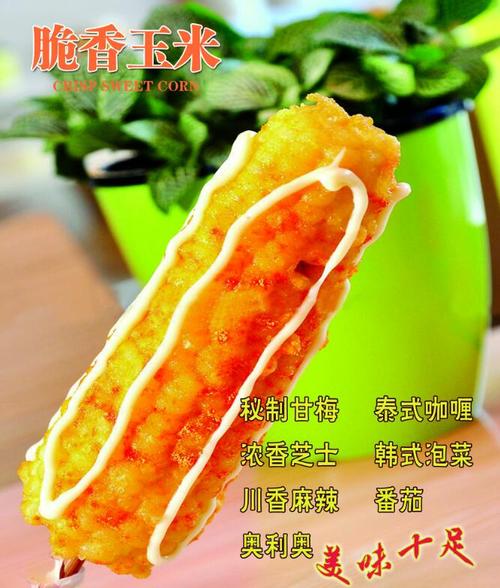 脆香玉米
CRISP SWEET CORN
秘制甘梅 泰式咖喱
浓香芝士 韩式泡菜
川香麻辣 番茄
奥利奥
美味十足